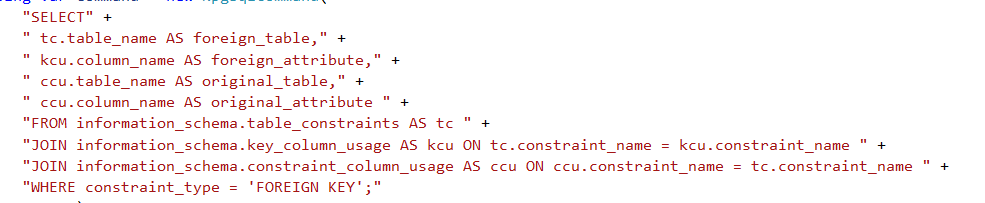 "SELECT" +
" tc.table_name AS foreign_table," +
" kcu.column_name AS foreign_attribute," +
" ccu.table_name AS original_table," +
" ccu.column_name AS original_attribute " +
"FROM information_schema.table_constraints AS tc " +
"JOIN information_schema.key_column_usage AS kcu ON tc.constraint_name = kcu.constraint_name " +
"JOIN information_schema.constraint_column_usage AS ccu ON ccu.constraint_name = tc.constraint_name " +
"WHERE constraint_type = 'FOREIGN KEY';"